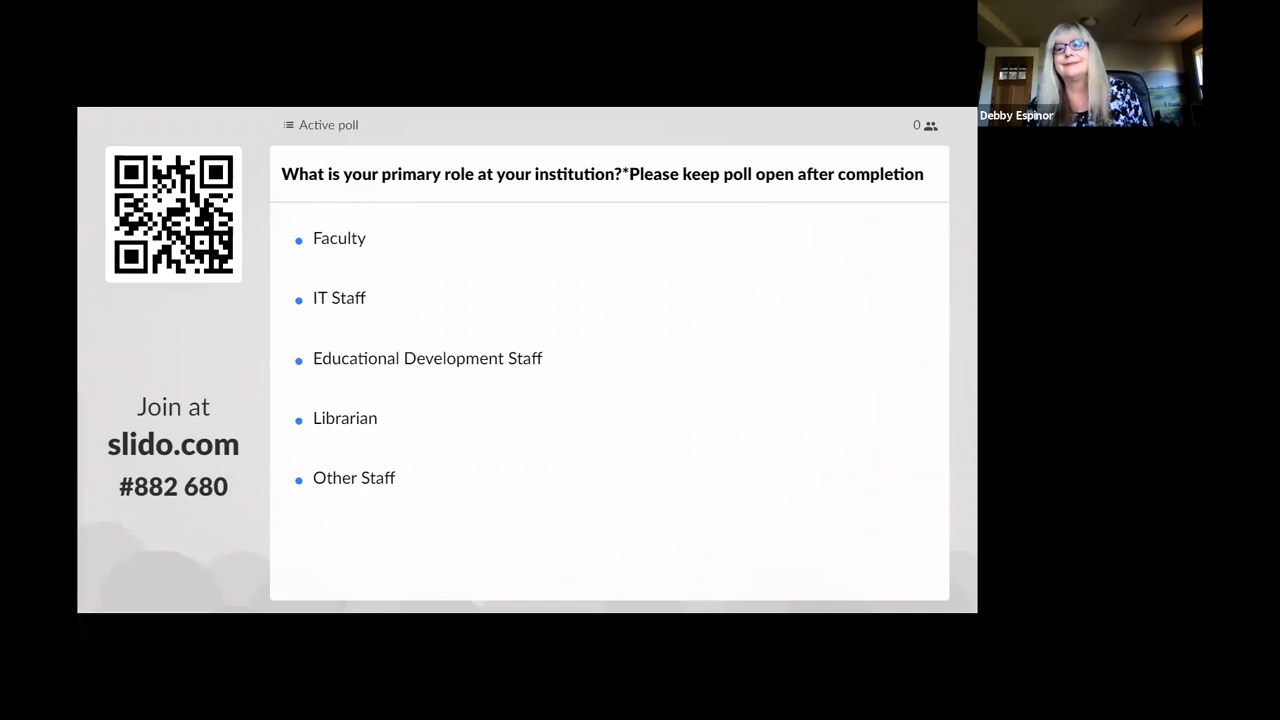 Debby Espinor
Active poll
0
What is your primary role at your institution?*Please keep poll open after completion
Faculty
IT Staff
Educational Development Staff
Librarian
Other Staff
Join at
slido.com
#882 680